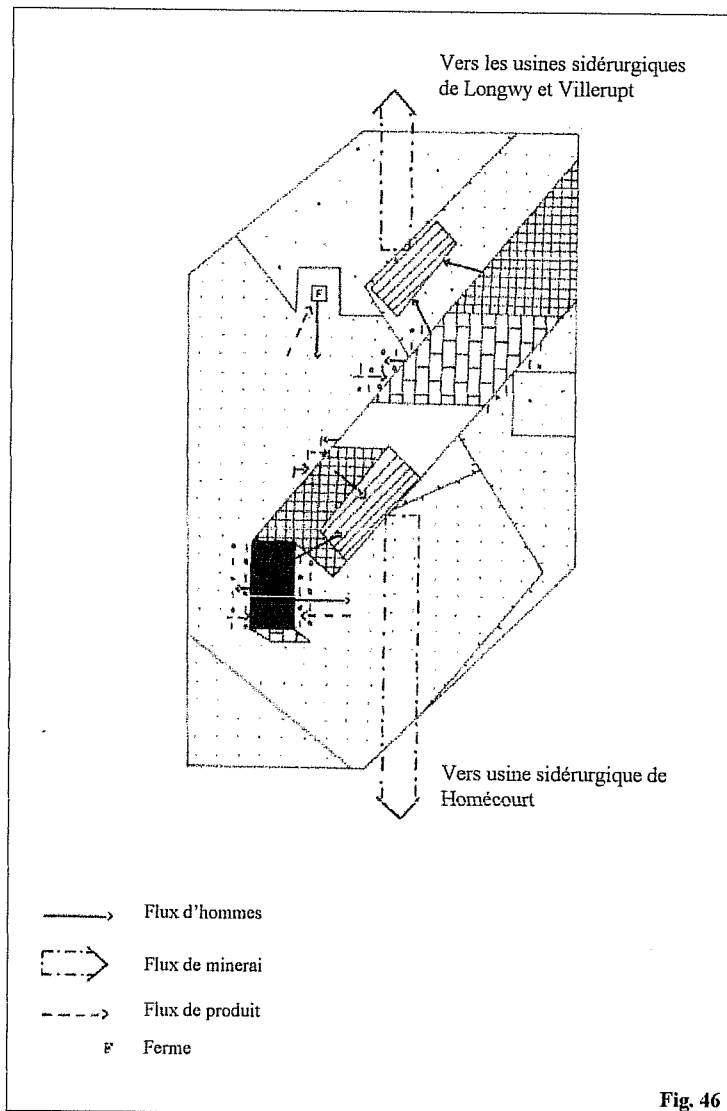 Vers les usines sidérurgiques
de Longwy et Villerupt
F
Vers usine sidérurgique de
Homécourt
Flux d'hommes
Flux de minerai
Flux de produit
F Ferme
Fig. 46